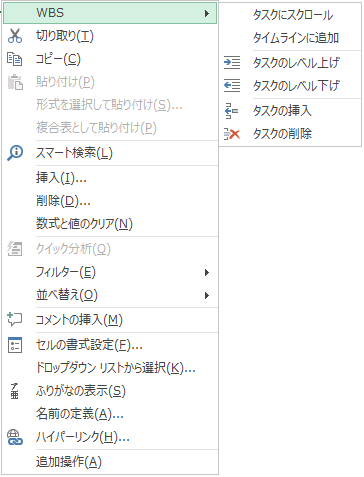 WBS
切り取り(T)
コピー(C)
貼り付け(P)
形式を選択して貼り付け(S)...
複合表として貼り付け(P)
スマート検索(L)
挿入(I)...
削除(D)...
数式と値のクリア(N)
クイック分析(Q)
フィルター(E)
並べ替え(O)
コメントの挿入(M)
セルの書式設定(F)...
ドロップダウン リストから選択(K)...
ふりがなの表示(S)
名前の定義(A)...
ハイパーリンク(H)...
追加操作(A)
タスクにスクロール
タイムラインに追加
タスクのレベル上げ
タスクのレベル下げ
タスクの挿入
タスクの削除